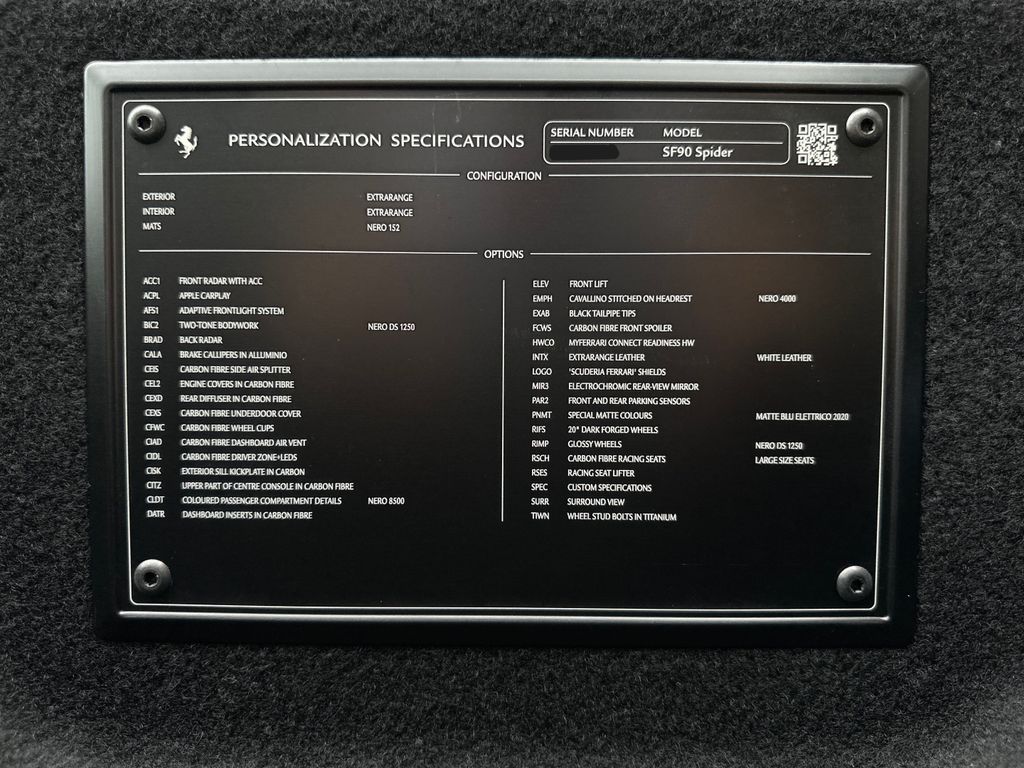 PERSONALIZATION SPECIFICATIONS
SERIAL NUMBER MODEL
SF90 Spider
CONFIGURATION
EXTERIOR EXTRARANGE
INTERIOR EXTRARANGE
MATS NERO 152
OPTIONS
ACC1 FRONT RADAR WITH ACC
ACPL APPLE CARPLAY
AFS1 ADAPTIVE FRONTLIGHT SYSTEM
BIC2 TWO-TONE BODYWORK NERO DS 1250
BRAD BACK RADAR
CALA BRAKE CALLIPERS IN ALLUMINIO
CEIS CARBON FIBRE SIDE AIR SPLITTER
CEL2 ENGINE COVERS IN CARBON FIBRE
CEXD REAR DIFFUSER IN CARBON FIBRE
CEXS CARBON FIBRE UNDERDOOR COVER
CFWC CARBON FIBRE WHEEL CUPS
CIAD CARBON FIBRE DASHBOARD AIR VENT
CIDL CARBON FIBRE DRIVER ZONE+LEDS
CISK EXTERIOR SILL KICKPLATE IN CARBON
CITZ UPPER PART OF CENTRE CONSOLE IN CARBON FIBRE
CLDT COLOURED PASSENGER COMPARTMENT DETAILS NERO 8500
DATR DASHBOARD INSERTS IN CARBON FIBRE
ELEV FRONT LIFT
EMPH CAVALLINO STITCHED ON HEADREST NERO 4000
EXAB BLACK TAILPIPE TIPS
FCWS CARBON FIBRE FRONT SPOILER
HWCO MYFERRARI CONNECT READINESS HW
INTX EXTRARANGE LEATHER WHITE LEATHER
LOGO 'SCUDERIA FERRARI' SHIELDS
MIR3 ELECTROCHROMIC REAR-VIEW MIRROR
PAR2 FRONT AND REAR PARKING SENSORS
PNMT SPECIAL MATTE COLOURS MATTE BLU ELETTRICO 2020
RIFS 20" DARK FORGED WHEELS
RIMP GLOSSY WHEELS NERO DS 1250
RSCH CARBON FIBRE RACING SEATS LARGE SIZE SEATS
RSES RACING SEAT LIFTER
SPEC CUSTOM SPECIFICATIONS
SURR SURROUND VIEW
TIWN WHEEL STUD BOLTS IN TITANIUM